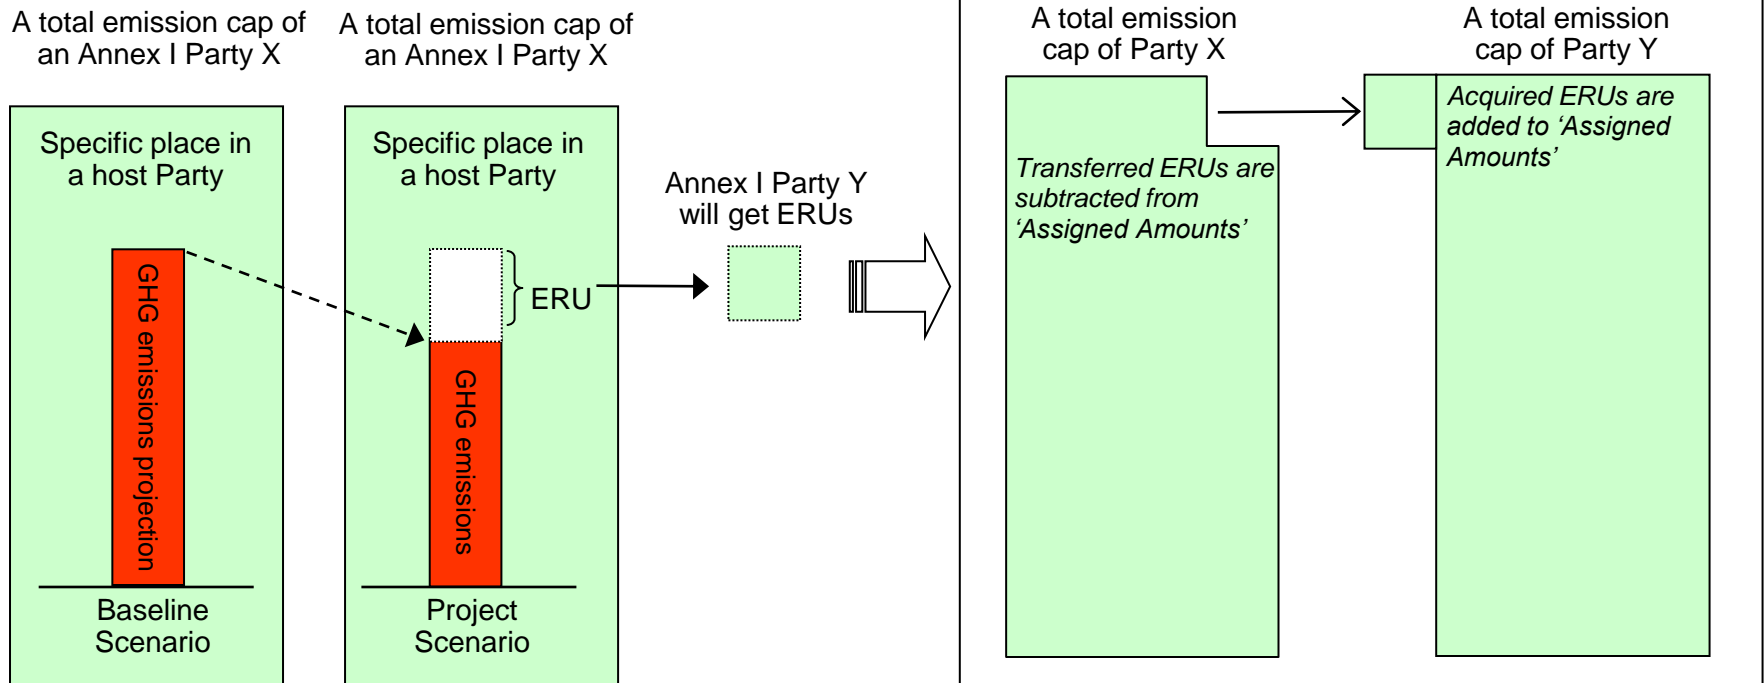 A total emission cap of
an Annex I Party X
A total emission cap of
an Annex I Party X
Specific place in
a host Party
GHG emissions projection
Baseline
Scenario
Specific place in
a host Party
ERU
GHG emissions
Project
Scenario
Annex I Party Y
will get ERUs
A total emission
cap of Party X
Transferred ERUs are
subtracted from
‘Assigned Amounts’
A total emission
cap of Party Y
Acquired ERUs are
added to ‘Assigned
Amounts’